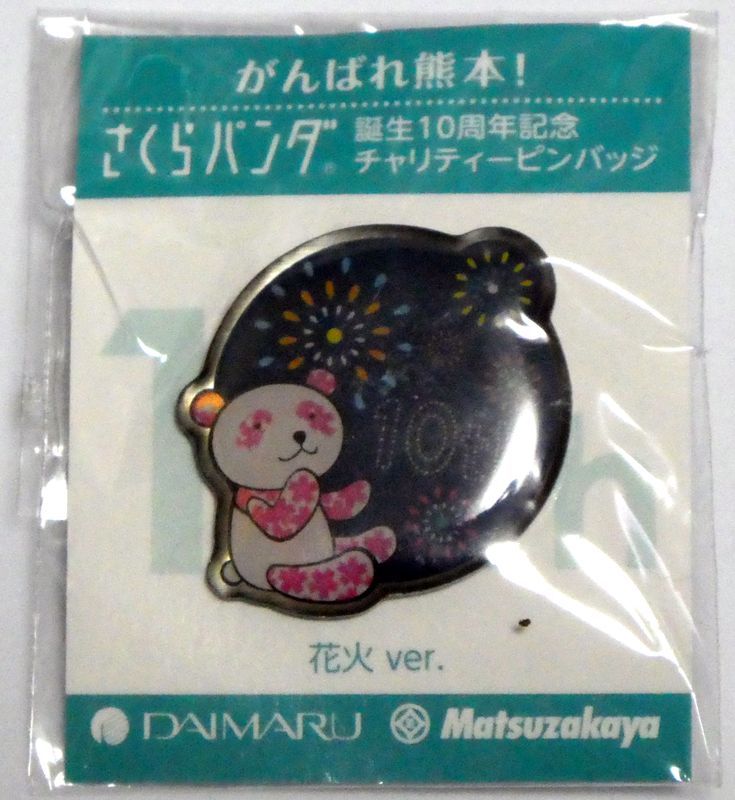 がんばれ熊本!
さくらパンダ®
誕生10周年記念
チャリティーピンバッジ
10th
花火 ver.
DAIMARU
Matsuzakaya